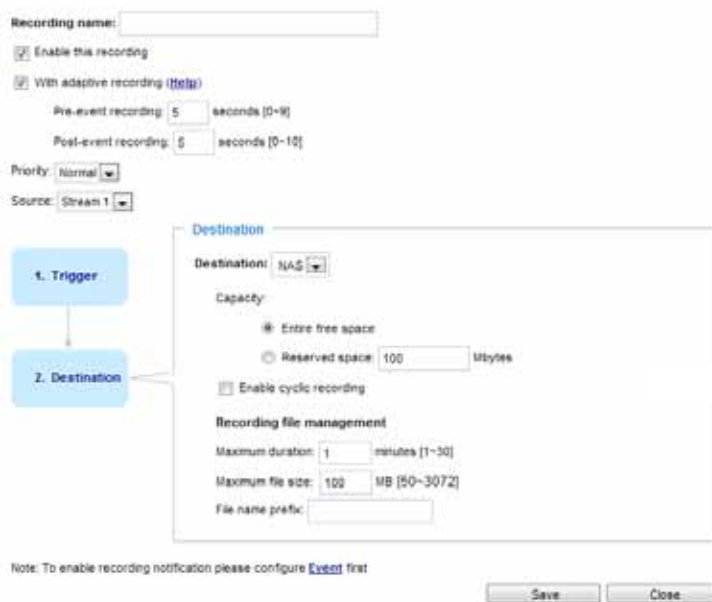 Recording name:
Enable this recording
With adaptive recording (Help)
Pre-event recording: 5 seconds [0~9]
Post-event recording: 5 seconds [0~10]
Priority: Normal
Source: Stream 1
1. Trigger
2. Destination
Destination
Destination: NAS
Capacity:
Entire free space
Reserved space: 100 Mbytes
Enable cyclic recording
Recording file management
Maximum duration: 1 minutes [1~30]
Maximum file size: 100 MB [50~3072]
File name prefix:
Note: To enable recording notification please configure Event first
Save Close